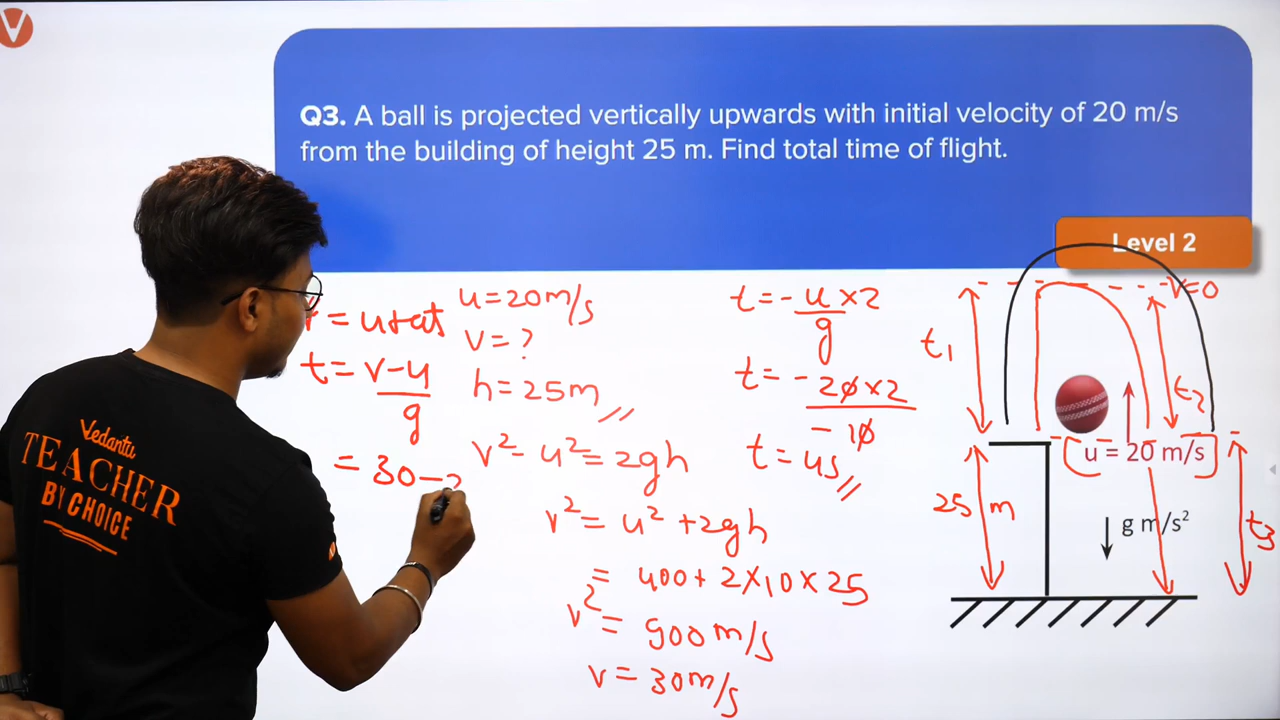 Q3. A ball is projected vertically upwards with initial velocity of 20 m/s
from the building of height 25 m. Find total time of flight.
Level 2
= u+at
t = v-u/g
= 30-
u = 20m/s
v = ?
h = 25m
v² - u² = 2gh
v² = u² + 2gh
= 400 + 2×10×25
v² = 900 m/s
v = 30m/s
t = -u×2/g
t = -20×2/-10
t = 4s
v=0
t₁
t₂
u = 20 m/s
25 m
g m/s²
t₃
Vedantu
TEACHER
BY CHOICE